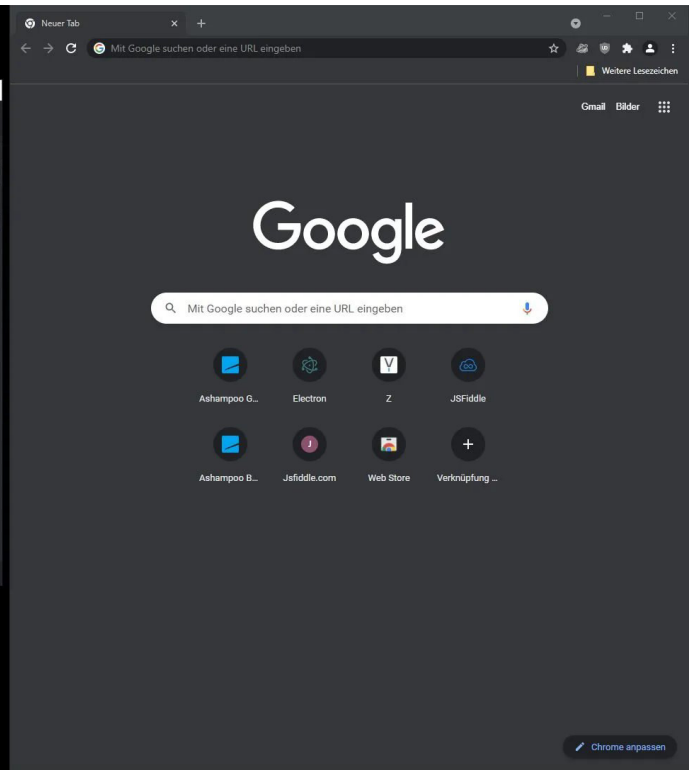 Neuer Tab
Mit Google suchen oder eine URL eingeben
Weitere Lesezeichen
Gmail Bilder
Google
Mit Google suchen oder eine URL eingeben
Ashampoo G... Electron Z JSFiddle
J
Ashampoo B... Jsfiddle.com Web Store Verknüpfung ...
Chrome anpassen